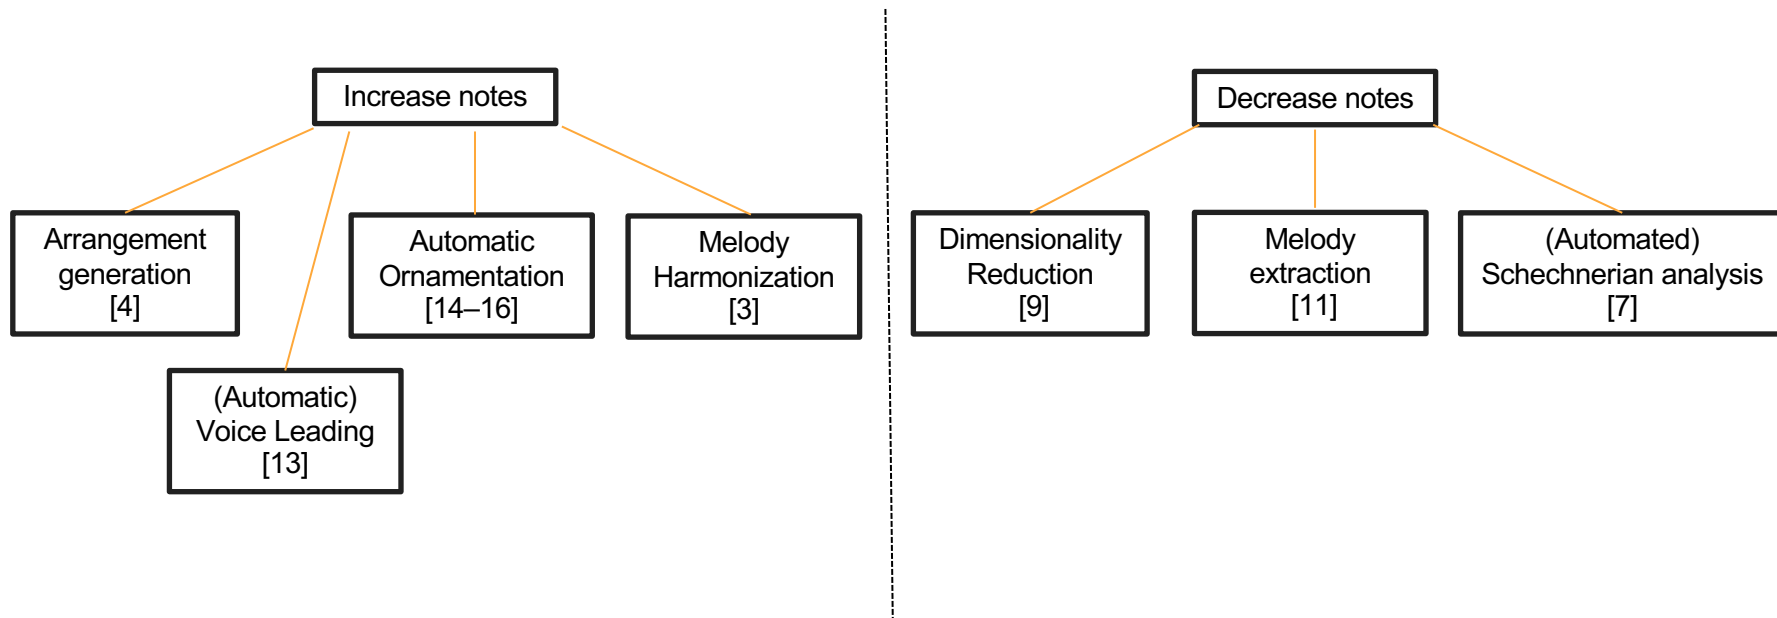 Increase notes
Arrangement
generation
[4]
(Automatic)
Voice Leading
[13]
Automatic
Ornamentation
[14–16]
Melody
Harmonization
[3]
Decrease notes
Dimensionality
Reduction
[9]
Melody
extraction
[11]
(Automated)
Schechnerian analysis
[7]